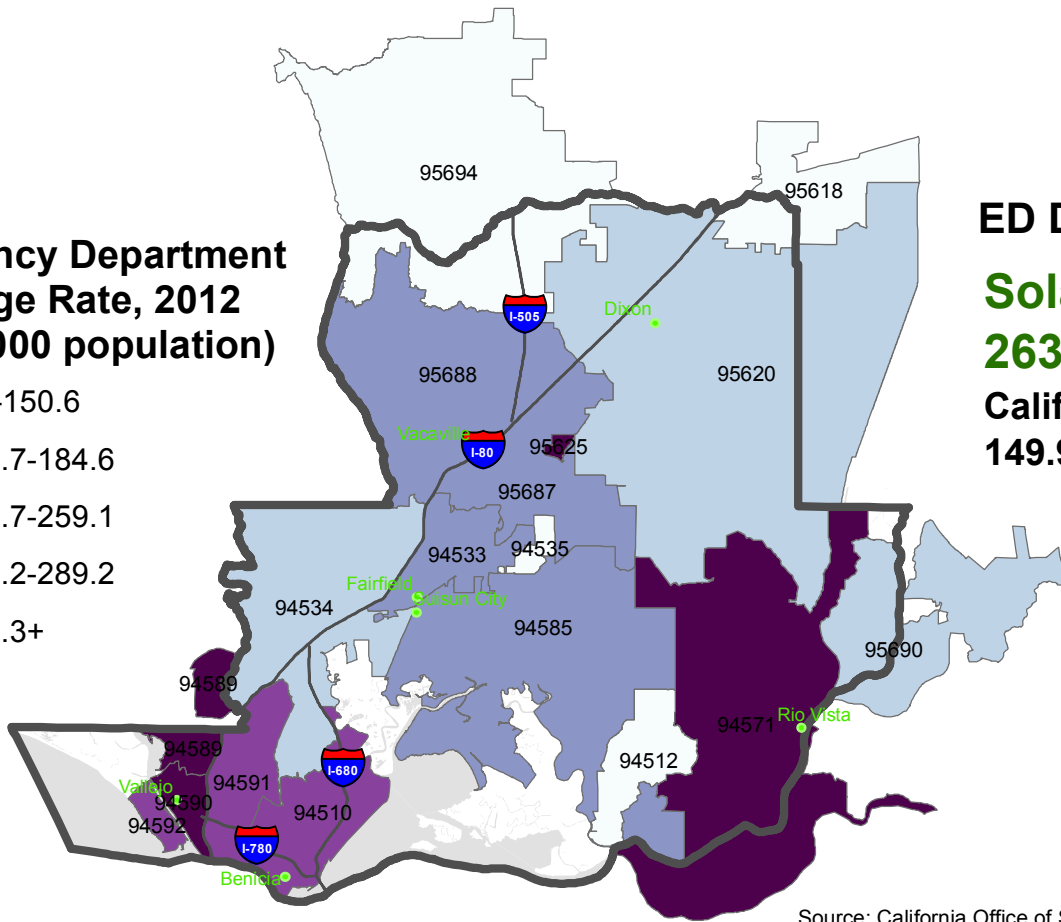 ncy Department
ge Rate, 2012
000 population)
-150.6
.7-184.6
.7-259.1
.2-289.2
.3+
ED D
Sola
263
Calif
149.9
95694
95618
I-505
Dixon
95688
95620
Vacaville
I-80
95625
95687
94533
94535
Fairfield
Suisun City
94534
94585
95690
94589
94571
Rio Vista
94589
94512
94591
I-680
Vallejo
94590
94510
94592
I-780
Benicia
Source: California Office of S